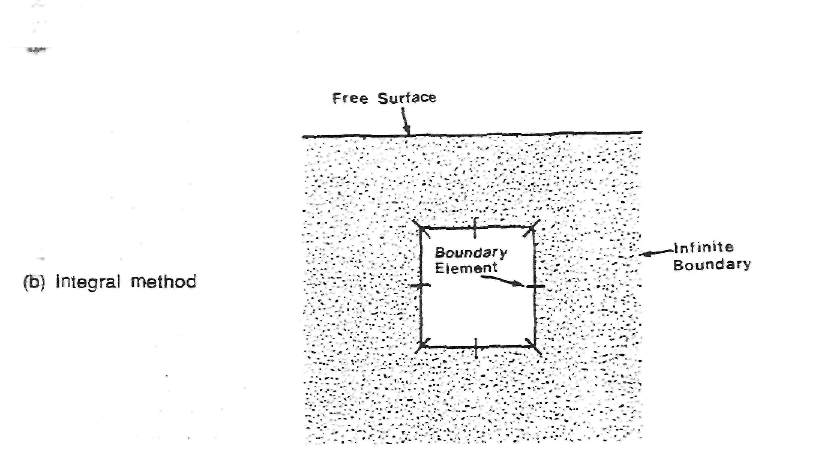 Free Surface
Infinite
Boundary
Boundary
Element
(b) Integral method